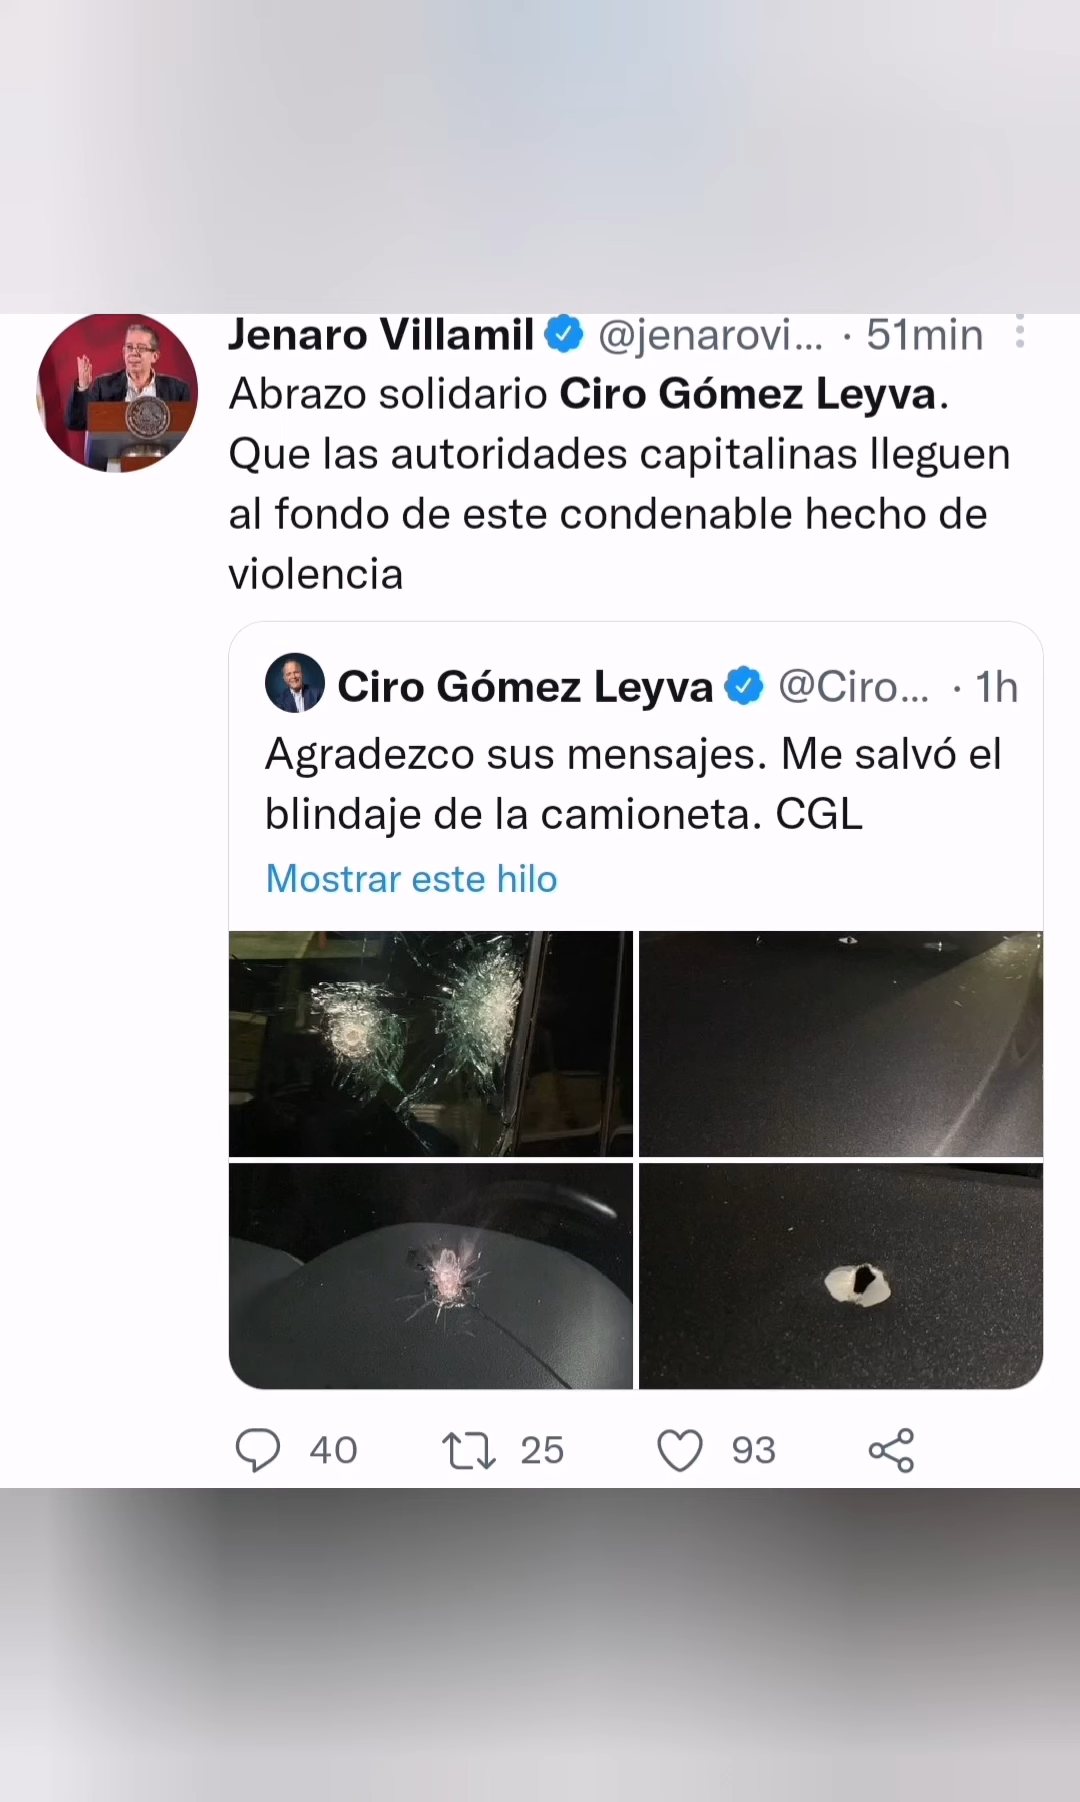 Jenaro Villamil @jenarovi... · 51min
Abrazo solidario Ciro Gómez Leyva.
Que las autoridades capitalinas lleguen
al fondo de este condenable hecho de
violencia
Ciro Gómez Leyva @Ciro... · 1h
Agradezco sus mensajes. Me salvó el
blindaje de la camioneta. CGL
Mostrar este hilo
40 25 93